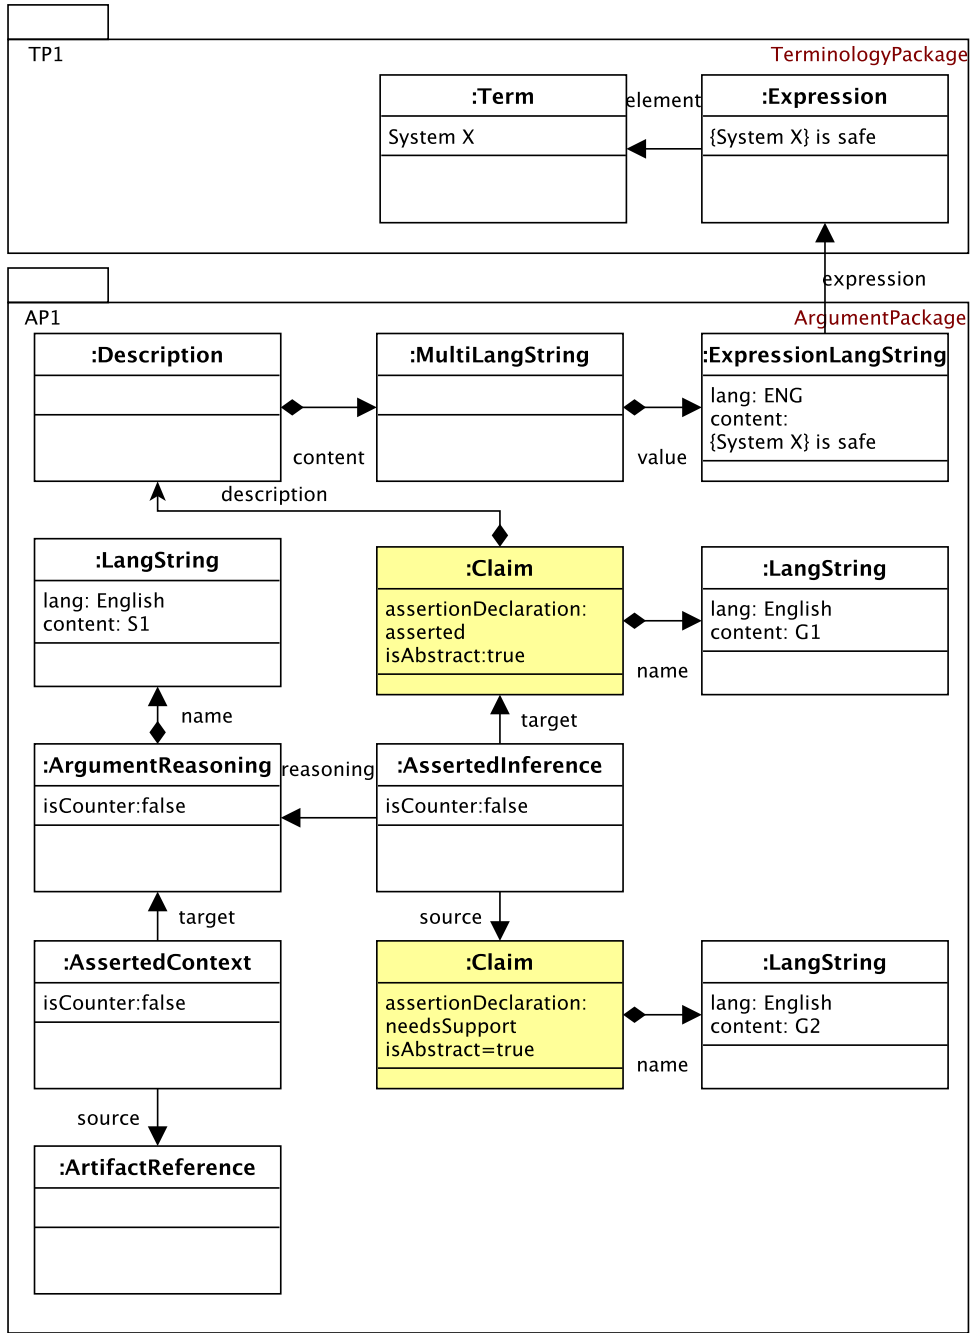 TP1
TerminologyPackage
:Term
System X
element
:Expression
{System X} is safe
expression
AP1
ArgumentPackage
:Description
content
:MultiLangString
value
:ExpressionLangString
lang: ENG
content:
{System X} is safe
description
:LangString
lang: English
content: S1
:Claim
assertionDeclaration:
asserted
isAbstract:true
name
:LangString
lang: English
content: G1
name
target
:ArgumentReasoning
isCounter:false
reasoning
:AssertedInference
isCounter:false
target
source
:AssertedContext
isCounter:false
:Claim
assertionDeclaration:
needsSupport
isAbstract=true
name
:LangString
lang: English
content: G2
source
:ArtifactReference